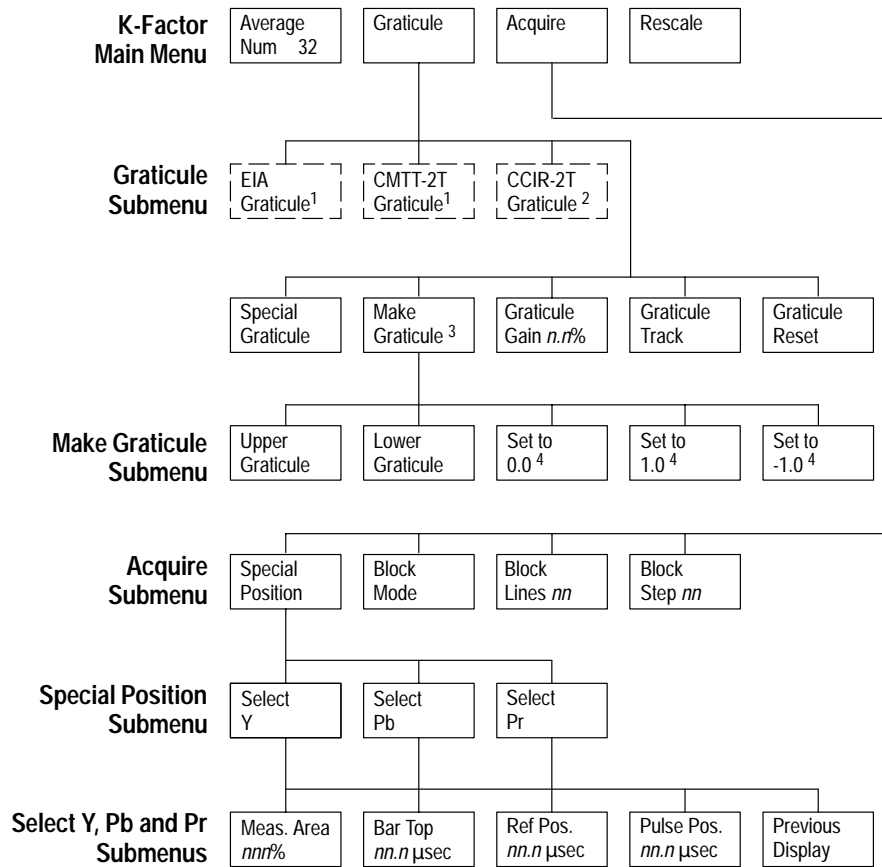 K-Factor
Main Menu
Average
Num 32
Graticule
Acquire
Rescale
Graticule
Submenu
EIA
Graticule1
CMTT-2T
Graticule1
CCIR-2T
Graticule 2
Special
Graticule
Make
Graticule 3
Graticule
Gain n.n%
Graticule
Track
Graticule
Reset
Make Graticule
Submenu
Upper
Graticule
Lower
Graticule
Set to
0.0 4
Set to
1.0 4
Set to
-1.0 4
Acquire
Submenu
Special
Position
Block
Mode
Block
Lines nn
Block
Step nn
Special Position
Submenu
Select
Y
Select
Pb
Select
Pr
Select Y, Pb and Pr
Submenus
Meas. Area
nnn%
Bar Top
nn.n µsec
Ref Pos.
nn.n µsec
Pulse Pos.
nn.n µsec
Previous
Display